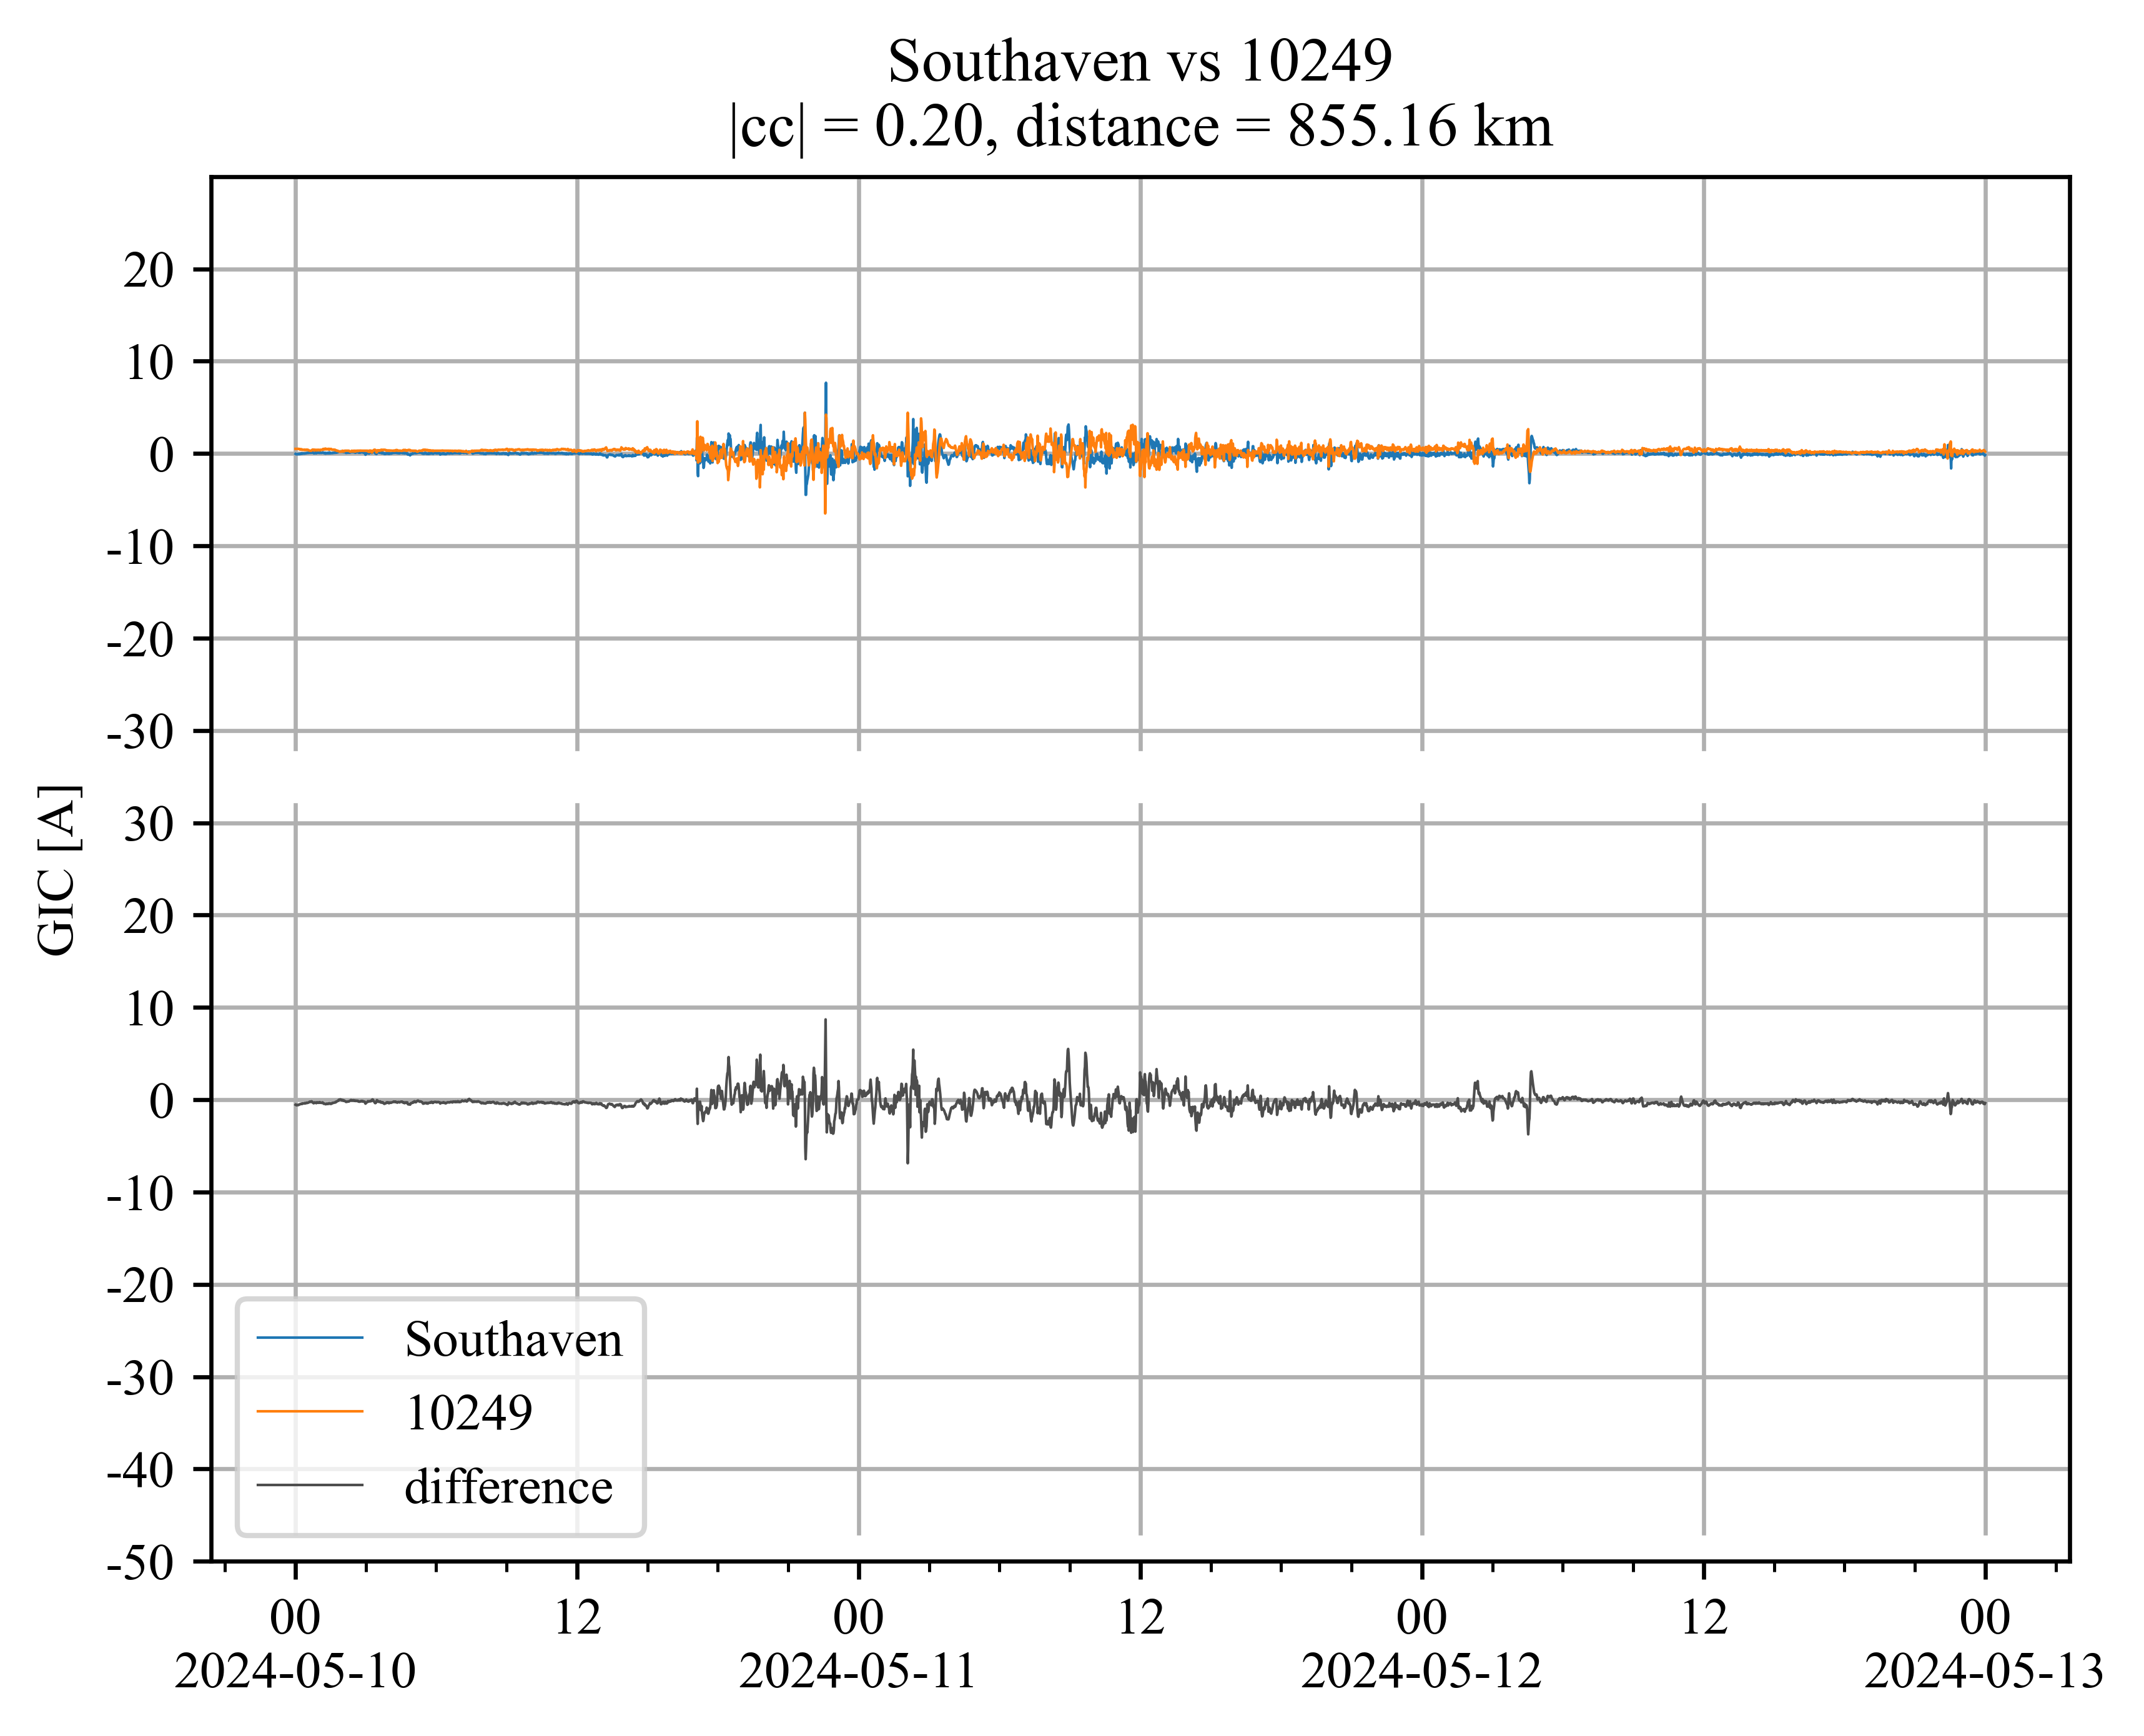 Southaven vs 10249
|cc| = 0.20, distance = 855.16 km
GIC [A]
20
10
0
-10
-20
-30
30
20
10
0
-10
-20
-30
-40
-50
Southaven
10249
difference
00 12 00 12 00 12 00
2024-05-10 2024-05-11 2024-05-12 2024-05-13